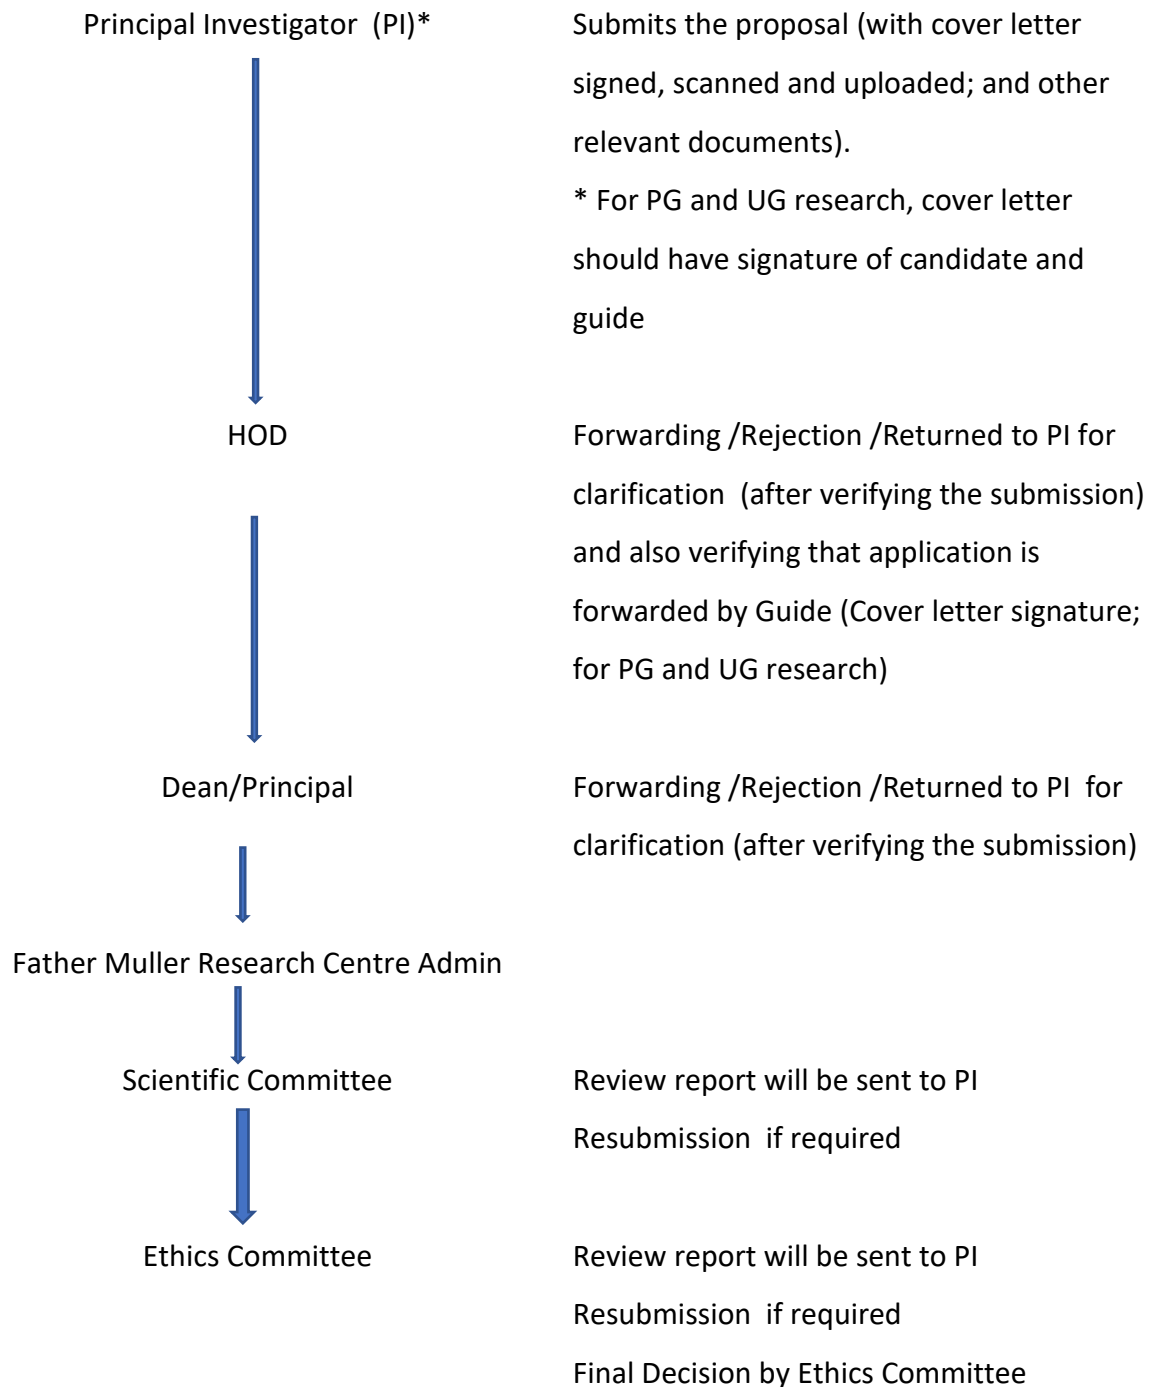 Principal Investigator (PI)*
Submits the proposal (with cover letter
signed, scanned and uploaded; and other
relevant documents).
* For PG and UG research, cover letter
should have signature of candidate and
guide
HOD
Forwarding /Rejection /Returned to PI for
clarification (after verifying the submission)
and also verifying that application is
forwarded by Guide (Cover letter signature;
for PG and UG research)
Dean/Principal
Forwarding /Rejection /Returned to PI for
clarification (after verifying the submission)
Father Muller Research Centre Admin
Scientific Committee
Review report will be sent to PI
Resubmission if required
Ethics Committee
Review report will be sent to PI
Resubmission if required
Final Decision by Ethics Committee